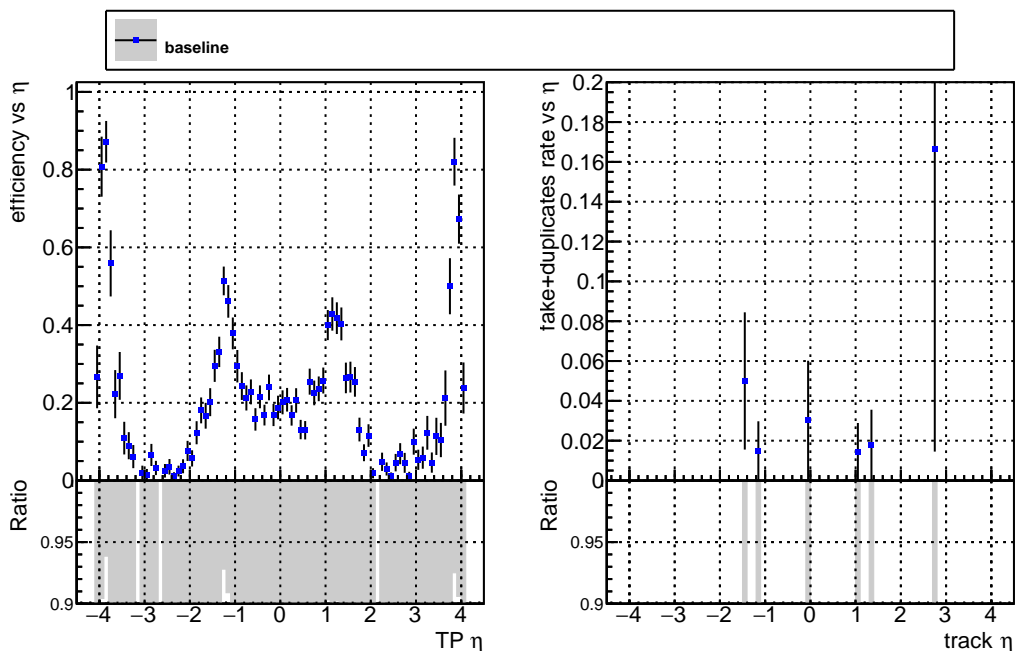 baseline
efficiency vs η
1
0.8
0.6
0.4
0.2
0
Ratio
0.95
0.9
−4 −3 −2 −1 0 1 2 3 4
TP η
fake+duplicates rate vs η
0.2
0.18
0.16
0.14
0.12
0.1
0.08
0.06
0.04
0.02
0
Ratio
0.95
0.9
−4 −3 −2 −1 0 1 2 3 4
track η